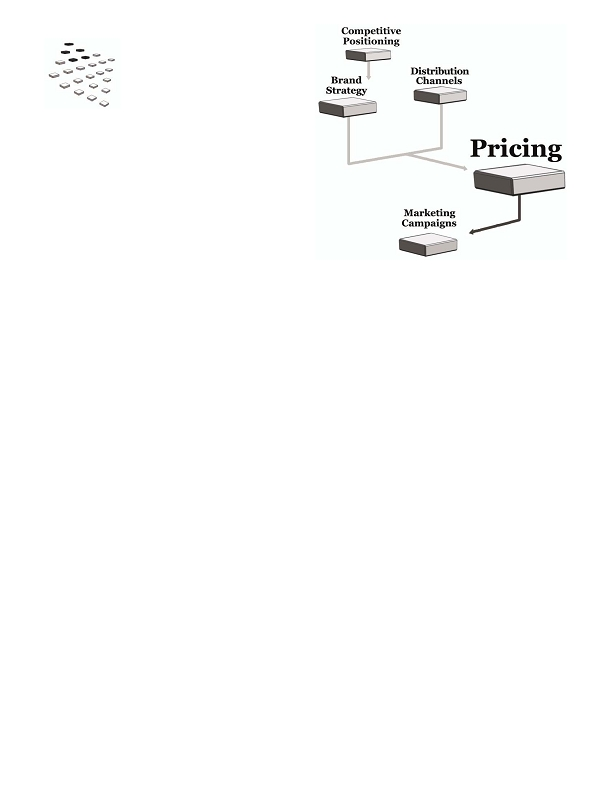 Competitive
Positioning
Brand
Strategy
Distribution
Channels
Pricing
Marketing
Campaigns